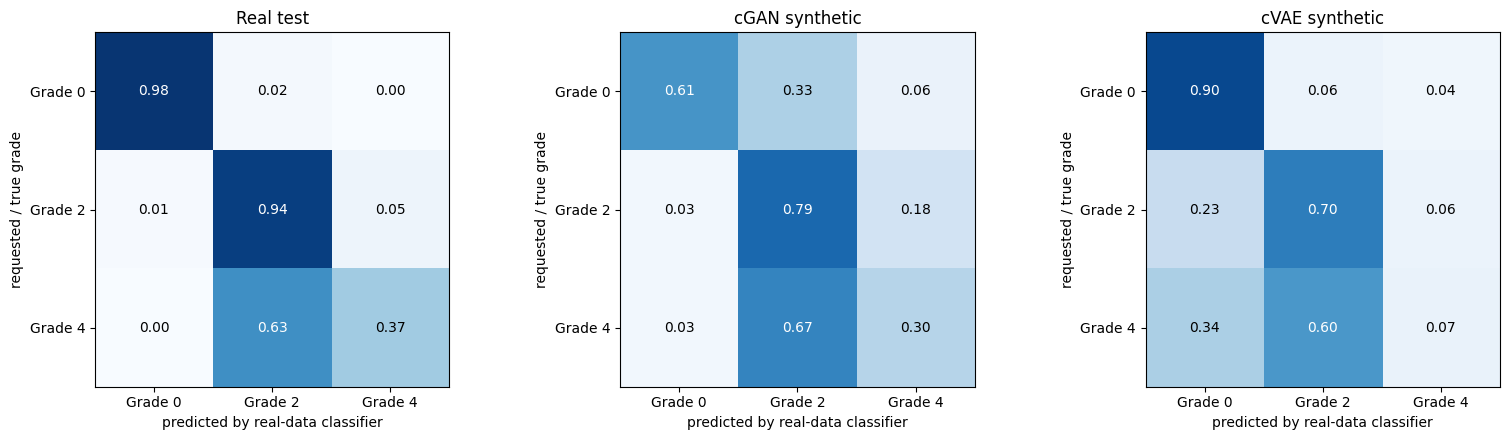 Real test
cGAN synthetic
cVAE synthetic
requested / true grade
Grade 0
0.98
0.02
0.00
Grade 2
0.01
0.94
0.05
Grade 4
0.00
0.63
0.37
Grade 0
Grade 2
Grade 4
predicted by real-data classifier
requested / true grade
Grade 0
0.61
0.33
0.06
Grade 2
0.03
0.79
0.18
Grade 4
0.03
0.67
0.30
Grade 0
Grade 2
Grade 4
predicted by real-data classifier
requested / true grade
Grade 0
0.90
0.06
0.04
Grade 2
0.23
0.70
0.06
Grade 4
0.34
0.60
0.07
Grade 0
Grade 2
Grade 4
predicted by real-data classifier